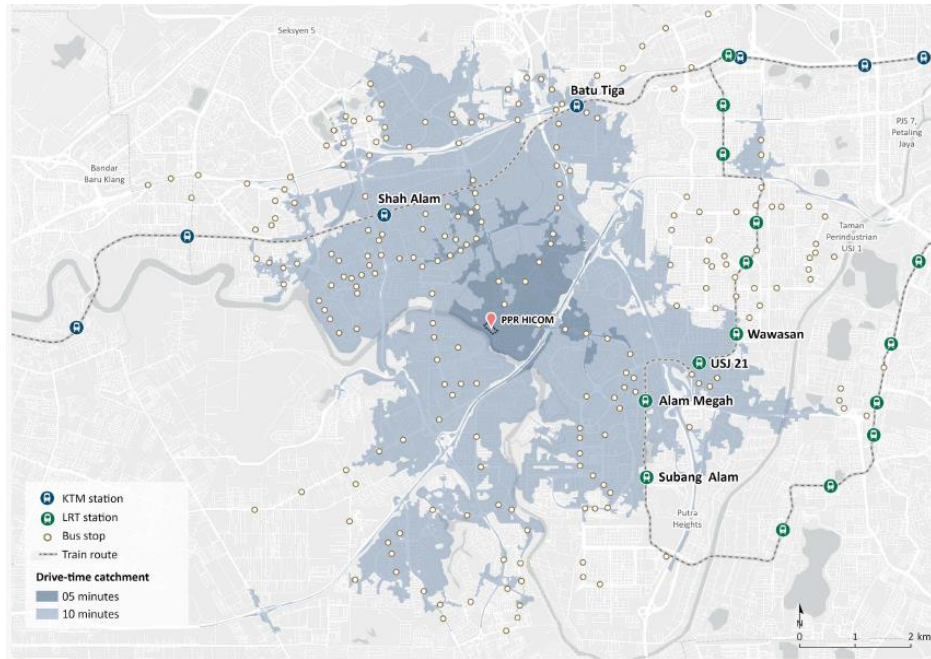 Seksyen 5
Batu Tiga
PJS 7,
Petaling
Jaya
Bandar
Baru Klang
Shah Alam
Taman
Perindustrian
USJ 1
PPR HICOM
Wawasan
USJ 21
Alam Megah
Subang Alam
Putra
Heights
KTM station
LRT station
Bus stop
Train route
Drive-time catchment
05 minutes
10 minutes
N
0 1 2 km